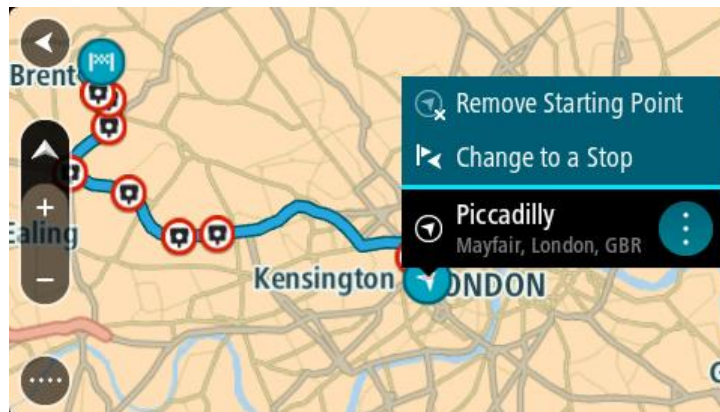 Brent
Remove Starting Point
Change to a Stop
Piccadilly
Mayfair, London, GBR
Ealing
Kensington
LONDON